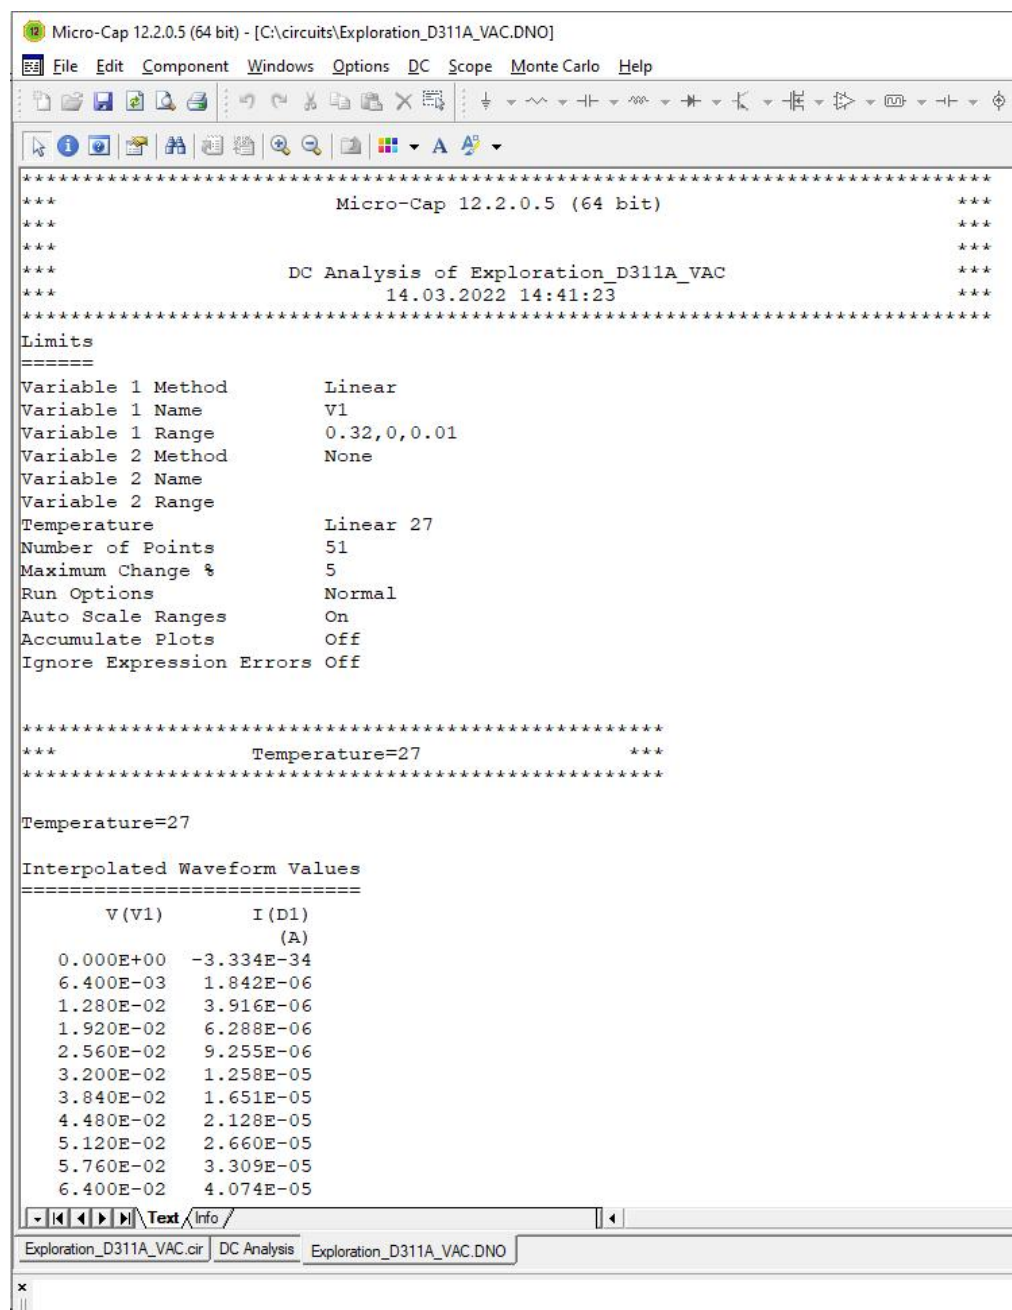 Micro-Cap 12.2.0.5 (64 bit) - [C:\circuits\Exploration_D311A_VAC.DNO]
File Edit Component Windows Options DC Scope Monte Carlo Help
********************************************************************************
*** Micro-Cap 12.2.0.5 (64 bit) ***
*** ***
*** ***
*** DC Analysis of Exploration_D311A_VAC ***
*** 14.03.2022 14:41:23 ***
********************************************************************************
Limits
======
Variable 1 Method Linear
Variable 1 Name V1
Variable 1 Range 0.32,0,0.01
Variable 2 Method None
Variable 2 Name
Variable 2 Range
Temperature Linear 27
Number of Points 51
Maximum Change % 5
Run Options Normal
Auto Scale Ranges On
Accumulate Plots Off
Ignore Expression Errors Off
*****************************************************
*** Temperature=27 ***
*****************************************************
Temperature=27
Interpolated Waveform Values
============================
V(V1) I(D1)
(A)
0.000E+00 -3.334E-34
6.400E-03 1.842E-06
1.280E-02 3.916E-06
1.920E-02 6.288E-06
2.560E-02 9.255E-06
3.200E-02 1.258E-05
3.840E-02 1.651E-05
4.480E-02 2.128E-05
5.120E-02 2.660E-05
5.760E-02 3.309E-05
6.400E-02 4.074E-05
Text Info
Exploration_D311A_VAC.cir DC Analysis Exploration_D311A_VAC.DNO